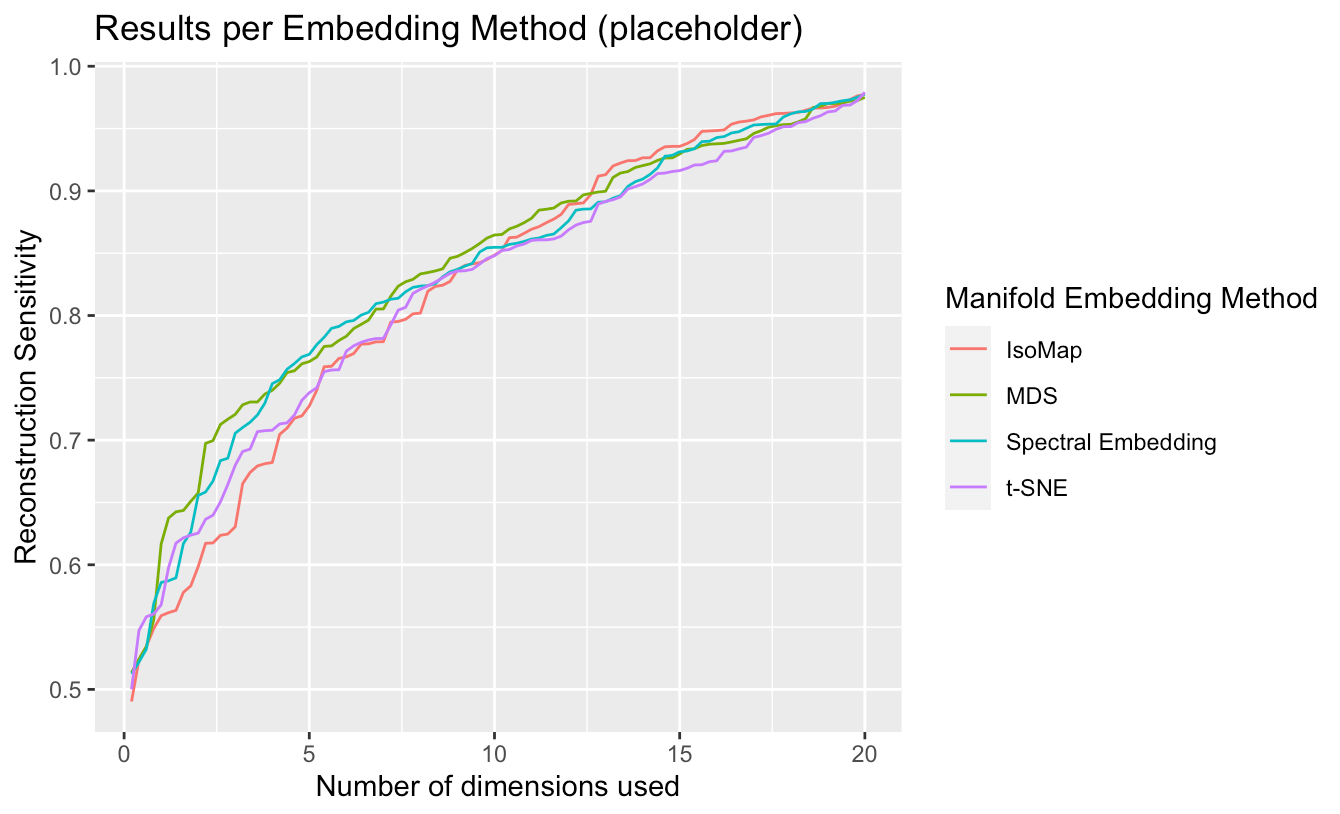 Results per Embedding Method (placeholder)
1.0
0.9
0.8
0.7
0.6
0.5
Reconstruction Sensitivity
0 5 10 15 20
Number of dimensions used
Manifold Embedding Method
IsoMap
MDS
Spectral Embedding
t-SNE